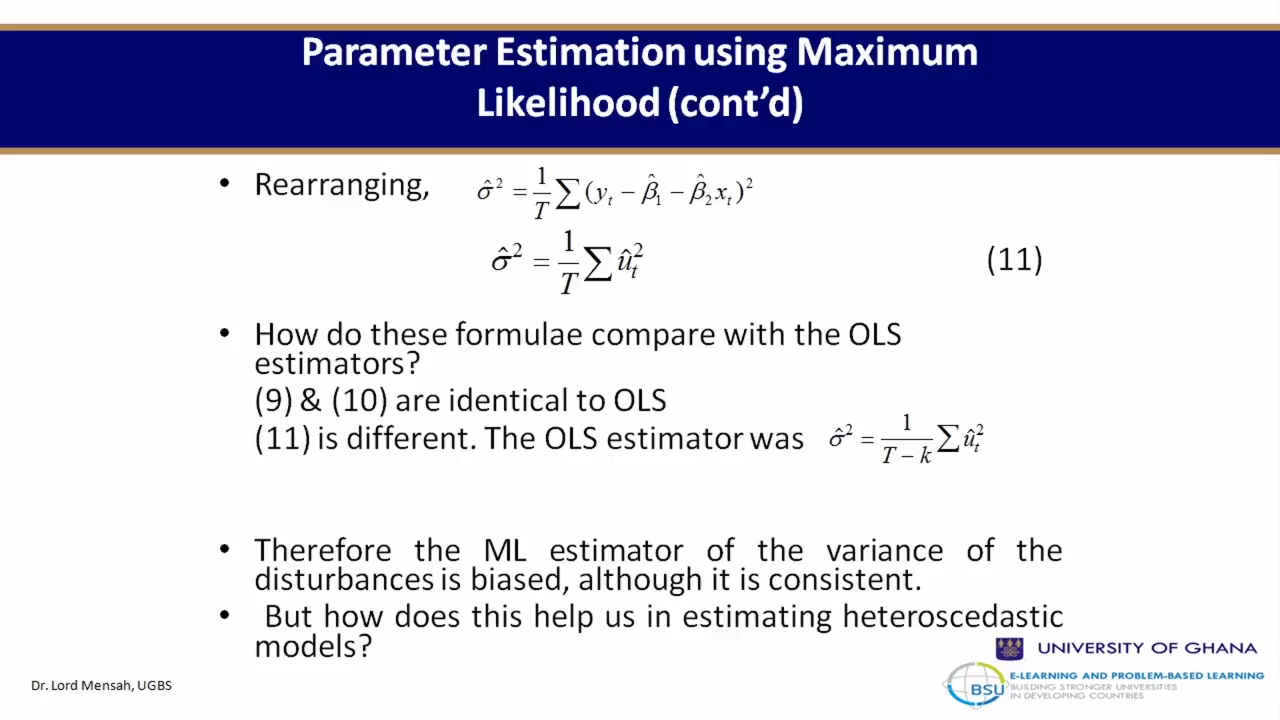 Parameter Estimation using Maximum
Likelihood (cont’d)
• Rearranging, σ̂² = 1/T ∑(yₜ − β̂₁ − β̂₂xₜ)²
σ̂² = 1/T ∑ûₜ² (11)
• How do these formulae compare with the OLS
estimators?
(9) & (10) are identical to OLS
(11) is different. The OLS estimator was σ̂² = 1/(T − k) ∑ûₜ²
• Therefore the ML estimator of the variance of the
disturbances is biased, although it is consistent.
• But how does this help us in estimating heteroscedastic
models?
UNIVERSITY OF GHANA
Dr. Lord Mensah, UGBS
BSU
E-LEARNING AND PROBLEM-BASED LEARNING
BUILDING STRONGER UNIVERSITIES
IN DEVELOPING COUNTRIES